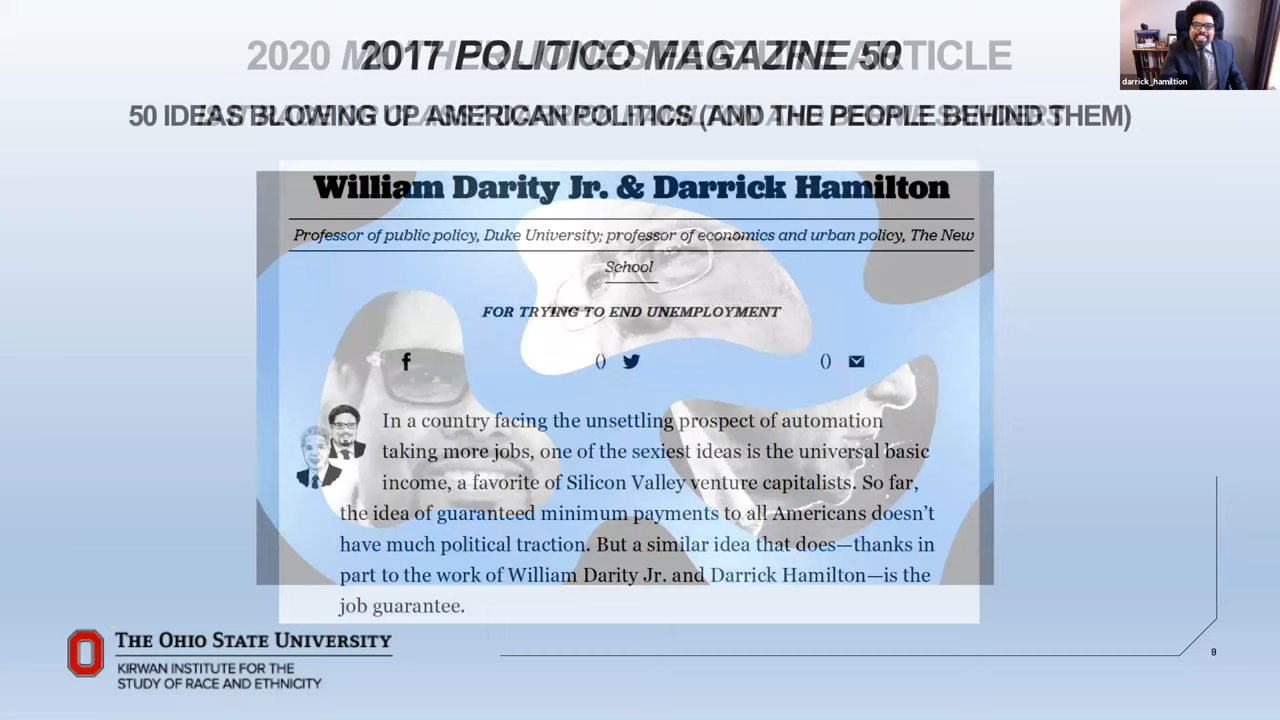 darrick_hamilton
2020 ARTICLE
2017 POLITICO MAGAZINE 50
50 IDEAS BLOWING UP AMERICAN POLITICS (AND THE PEOPLE BEHIND THEM)
William Darity Jr. & Darrick Hamilton
Professor of public policy, Duke University; professor of economics and urban policy, The New
School
FOR TRYING TO END UNEMPLOYMENT
f
()
()
In a country facing the unsettling prospect of automation
taking more jobs, one of the sexiest ideas is the universal basic
income, a favorite of Silicon Valley venture capitalists. So far,
the idea of guaranteed minimum payments to all Americans doesn’t
have much political traction. But a similar idea that does—thanks in
part to the work of William Darity Jr. and Darrick Hamilton—is the
job guarantee.
O
THE OHIO STATE UNIVERSITY
KIRWAN INSTITUTE FOR THE
STUDY OF RACE AND ETHNICITY
9